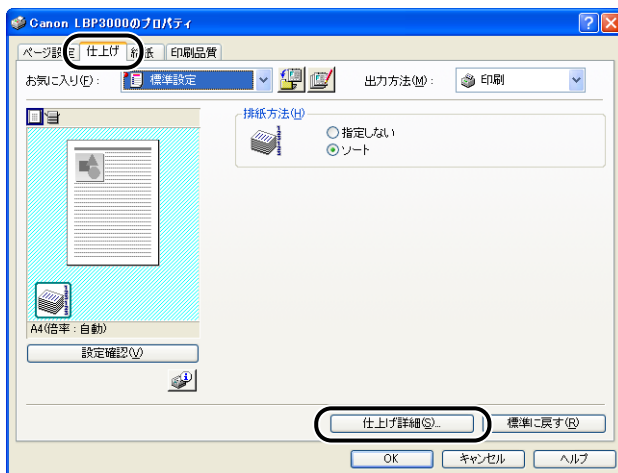 Canon LBP3000のプロパティ
ページ設定 仕上げ 給紙 印刷品質
お気に入り(F): 標準設定 出力方法(M): 印刷
排紙方法(H)
指定しない
ソート
A4(倍率:自動)
設定確認(V)
仕上げ詳細(S)... 標準に戻す(R)
OK キャンセル ヘルプ